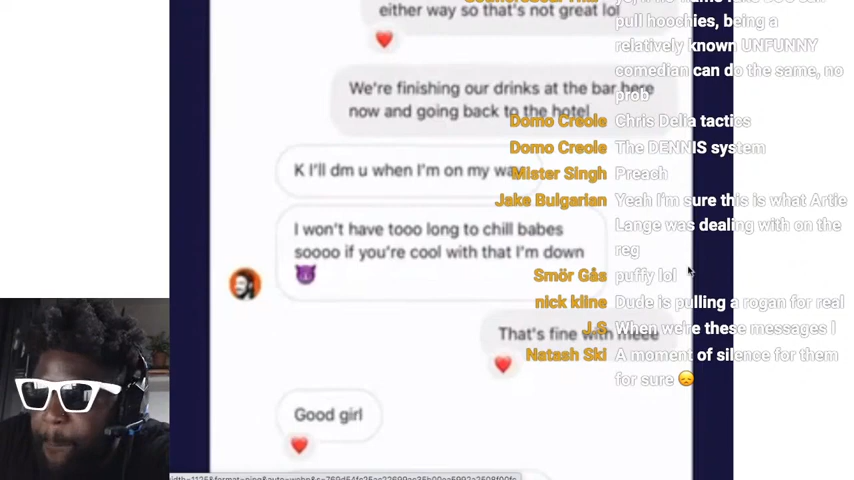 either way so that's not great lol
We're finishing our drinks at the bar here
now and going back to the hotel
K I'll dm u when I'm on my way
I won't have tooo long to chill babes
soooo if you're cool with that I'm down
😈
That's fine with meee
Good girl
pull hoochies, being a
relatively known UNFUNNY
comedian can do the same, no
prob
Domo Creole Chris Delia tactics
Domo Creole The DENNIS system
Mister Singh Preach
Jake Bulgarian Yeah I'm sure this is what Artie
Lange was dealing with on the
reg
Smör Gås puffy lol
nick kline Dude is pulling a rogan for real
J.S When we're these messages I
Natash Ski A moment of silence for them
for sure 😞